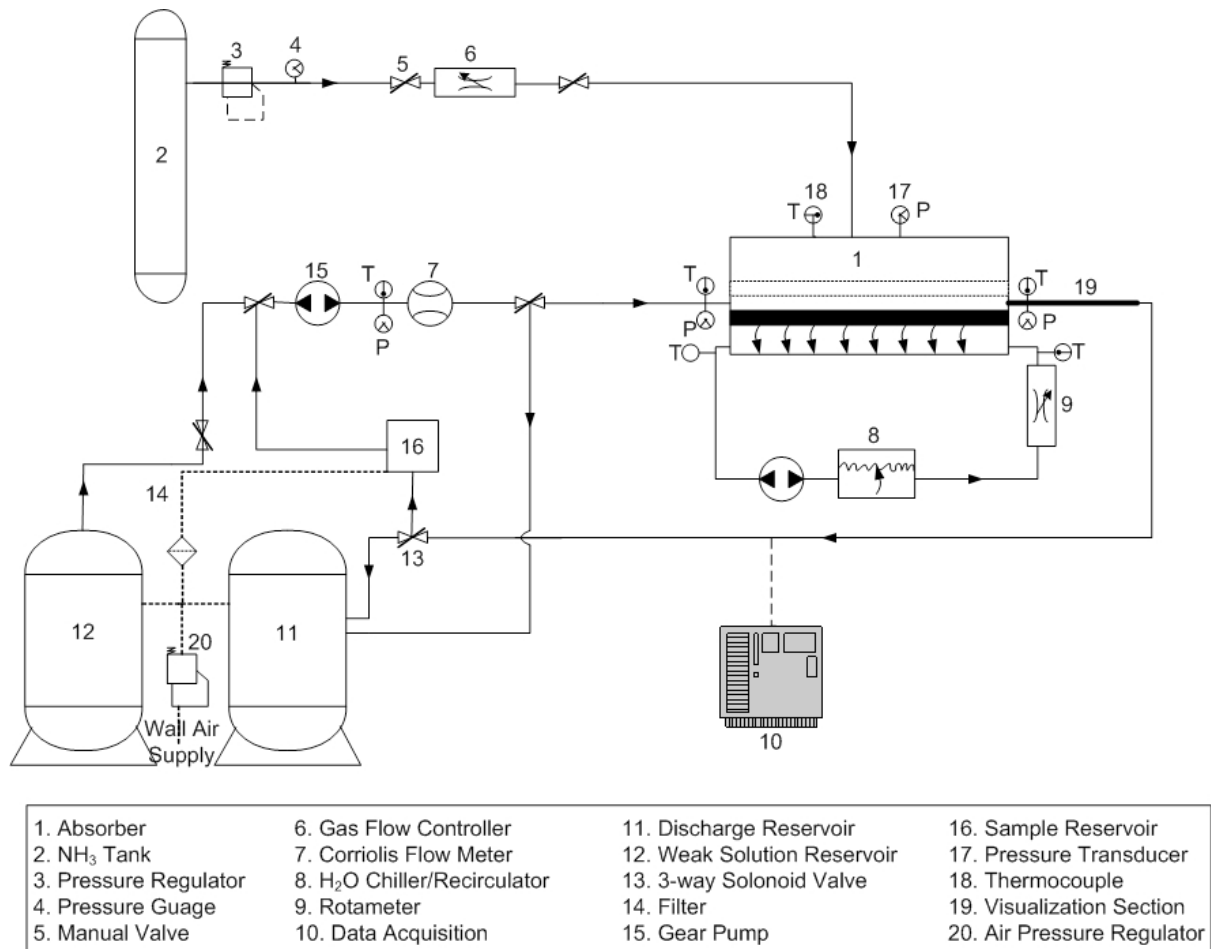 4
3
5
6
2
18
17
T
P
1
15
T
7
T
T
19
P
P
P
T
T
9
8
16
14
13
12
11
20
Wall Air
Supply
10
1. Absorber
2. NH₃ Tank
3. Pressure Regulator
4. Pressure Guage
5. Manual Valve
6. Gas Flow Controller
7. Corriolis Flow Meter
8. H₂O Chiller/Recirculator
9. Rotameter
10. Data Acquisition
11. Discharge Reservoir
12. Weak Solution Reservoir
13. 3-way Solonoid Valve
14. Filter
15. Gear Pump
16. Sample Reservoir
17. Pressure Transducer
18. Thermocouple
19. Visualization Section
20. Air Pressure Regulator